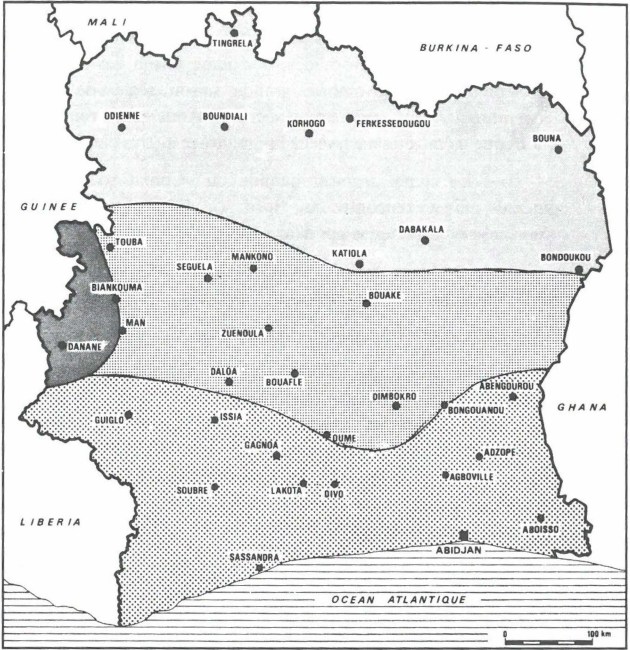 MALI
TINGRELA
BURKINA - FASO
ODIENNE
BOUNDIALI
KORHOGO
FERKESSEDOUGOU
BOUNA
GUINEE
TOUBA
DABAKALA
MANKONO
KATIOLA
SEGUELA
BONDOUKOU
BIANKOUMA
BOUAKE
MAN
ZUENOULA
DANANE
DALOA
BOUAFLE
ABENGOUROU
DIMBOKRO
BONGOUANOU
GHANA
GUIGLO
ISSIA
OUME
GAGNOA
ADZOPE
AGBOVILLE
SOUBRE
LAKOTA
DIVO
LIBERIA
ABOISSO
ABIDJAN
SASSANDRA
OCEAN ATLANTIQUE
0 100 km